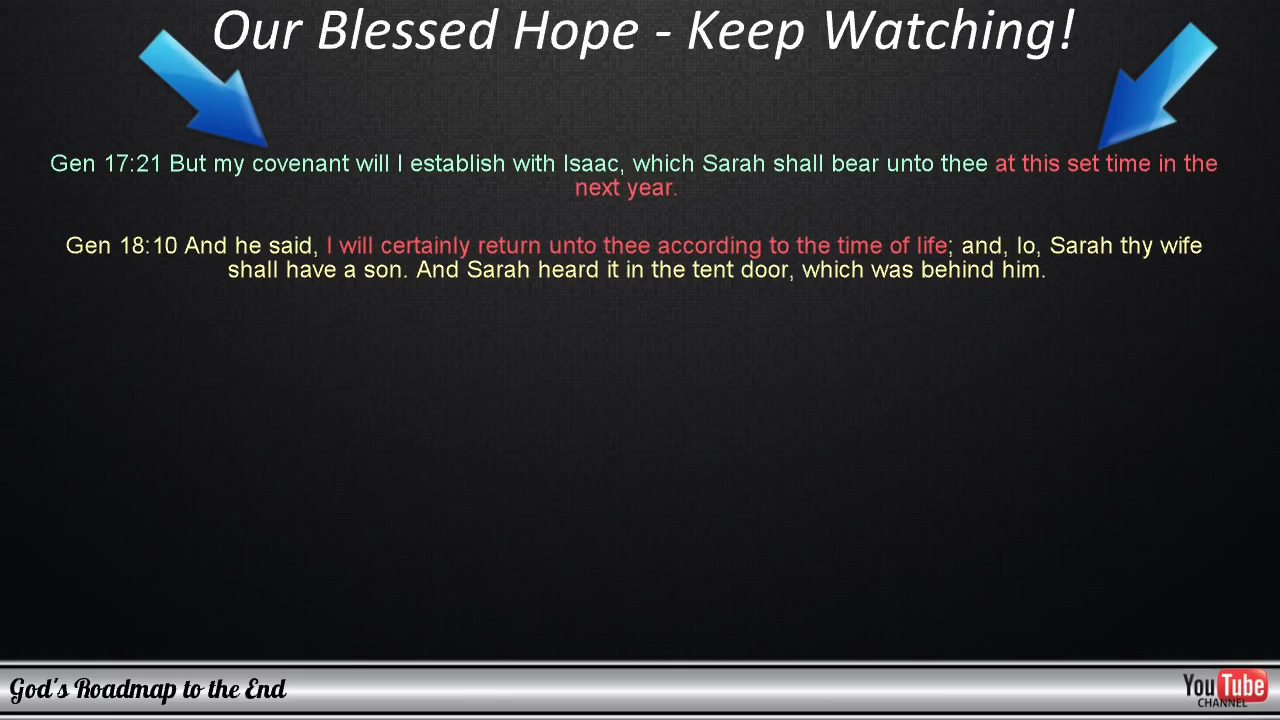 Our Blessed Hope - Keep Watching!
Gen 17:21 But my covenant will I establish with Isaac, which Sarah shall bear unto thee at this set time in the
next year.
Gen 18:10 And he said, I will certainly return unto thee according to the time of life; and, lo, Sarah thy wife
shall have a son. And Sarah heard it in the tent door, which was behind him.
God's Roadmap to the End
YouTube
CHANNEL